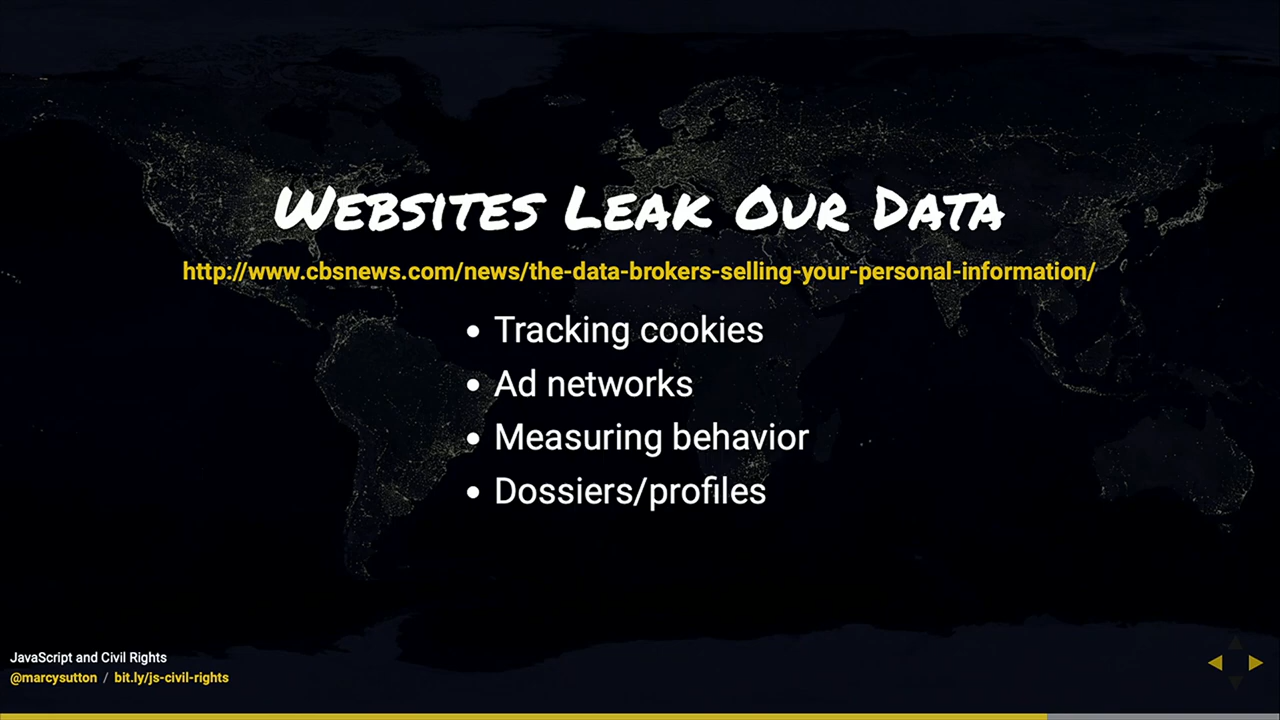 Websites Leak Our Data
http://www.cbsnews.com/news/the-data-brokers-selling-your-personal-information/
• Tracking cookies
• Ad networks
• Measuring behavior
• Dossiers/profiles
JavaScript and Civil Rights
@marcysutton / bit.ly/js-civil-rights